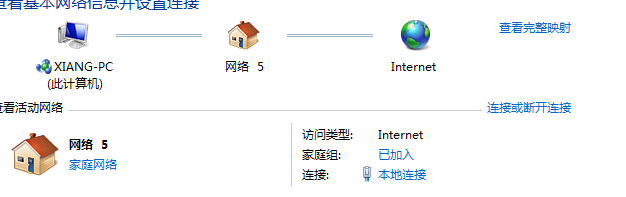 查看基本网络信息并设置连接
查看完整映射
XIANG-PC
(此计算机)
网络 5
Internet
查看活动网络
连接或断开连接
网络 5
家庭网络
访问类型:
Internet
家庭组:
已加入
连接:
本地连接